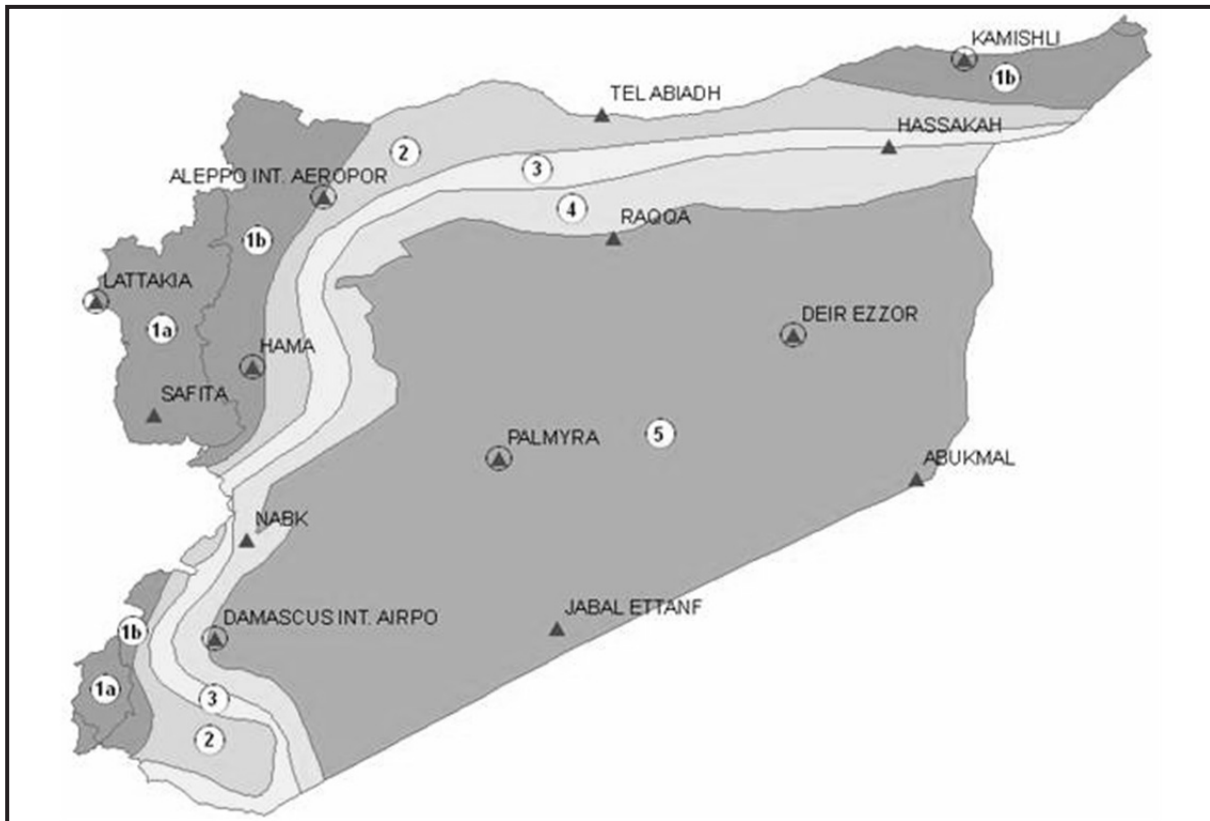 KAMISHLI
1b
TEL ABIADH
HASSAKAH
2
3
ALEPPO INT. AEROPOR
4
RAQQA
1b
LATTAKIA
1a
DEIR EZZOR
HAMA
SAFITA
PALMYRA
5
ABUKMAL
NABK
JABAL ETTANF
DAMASCUS INT. AIRPO
1b
1a
3
2